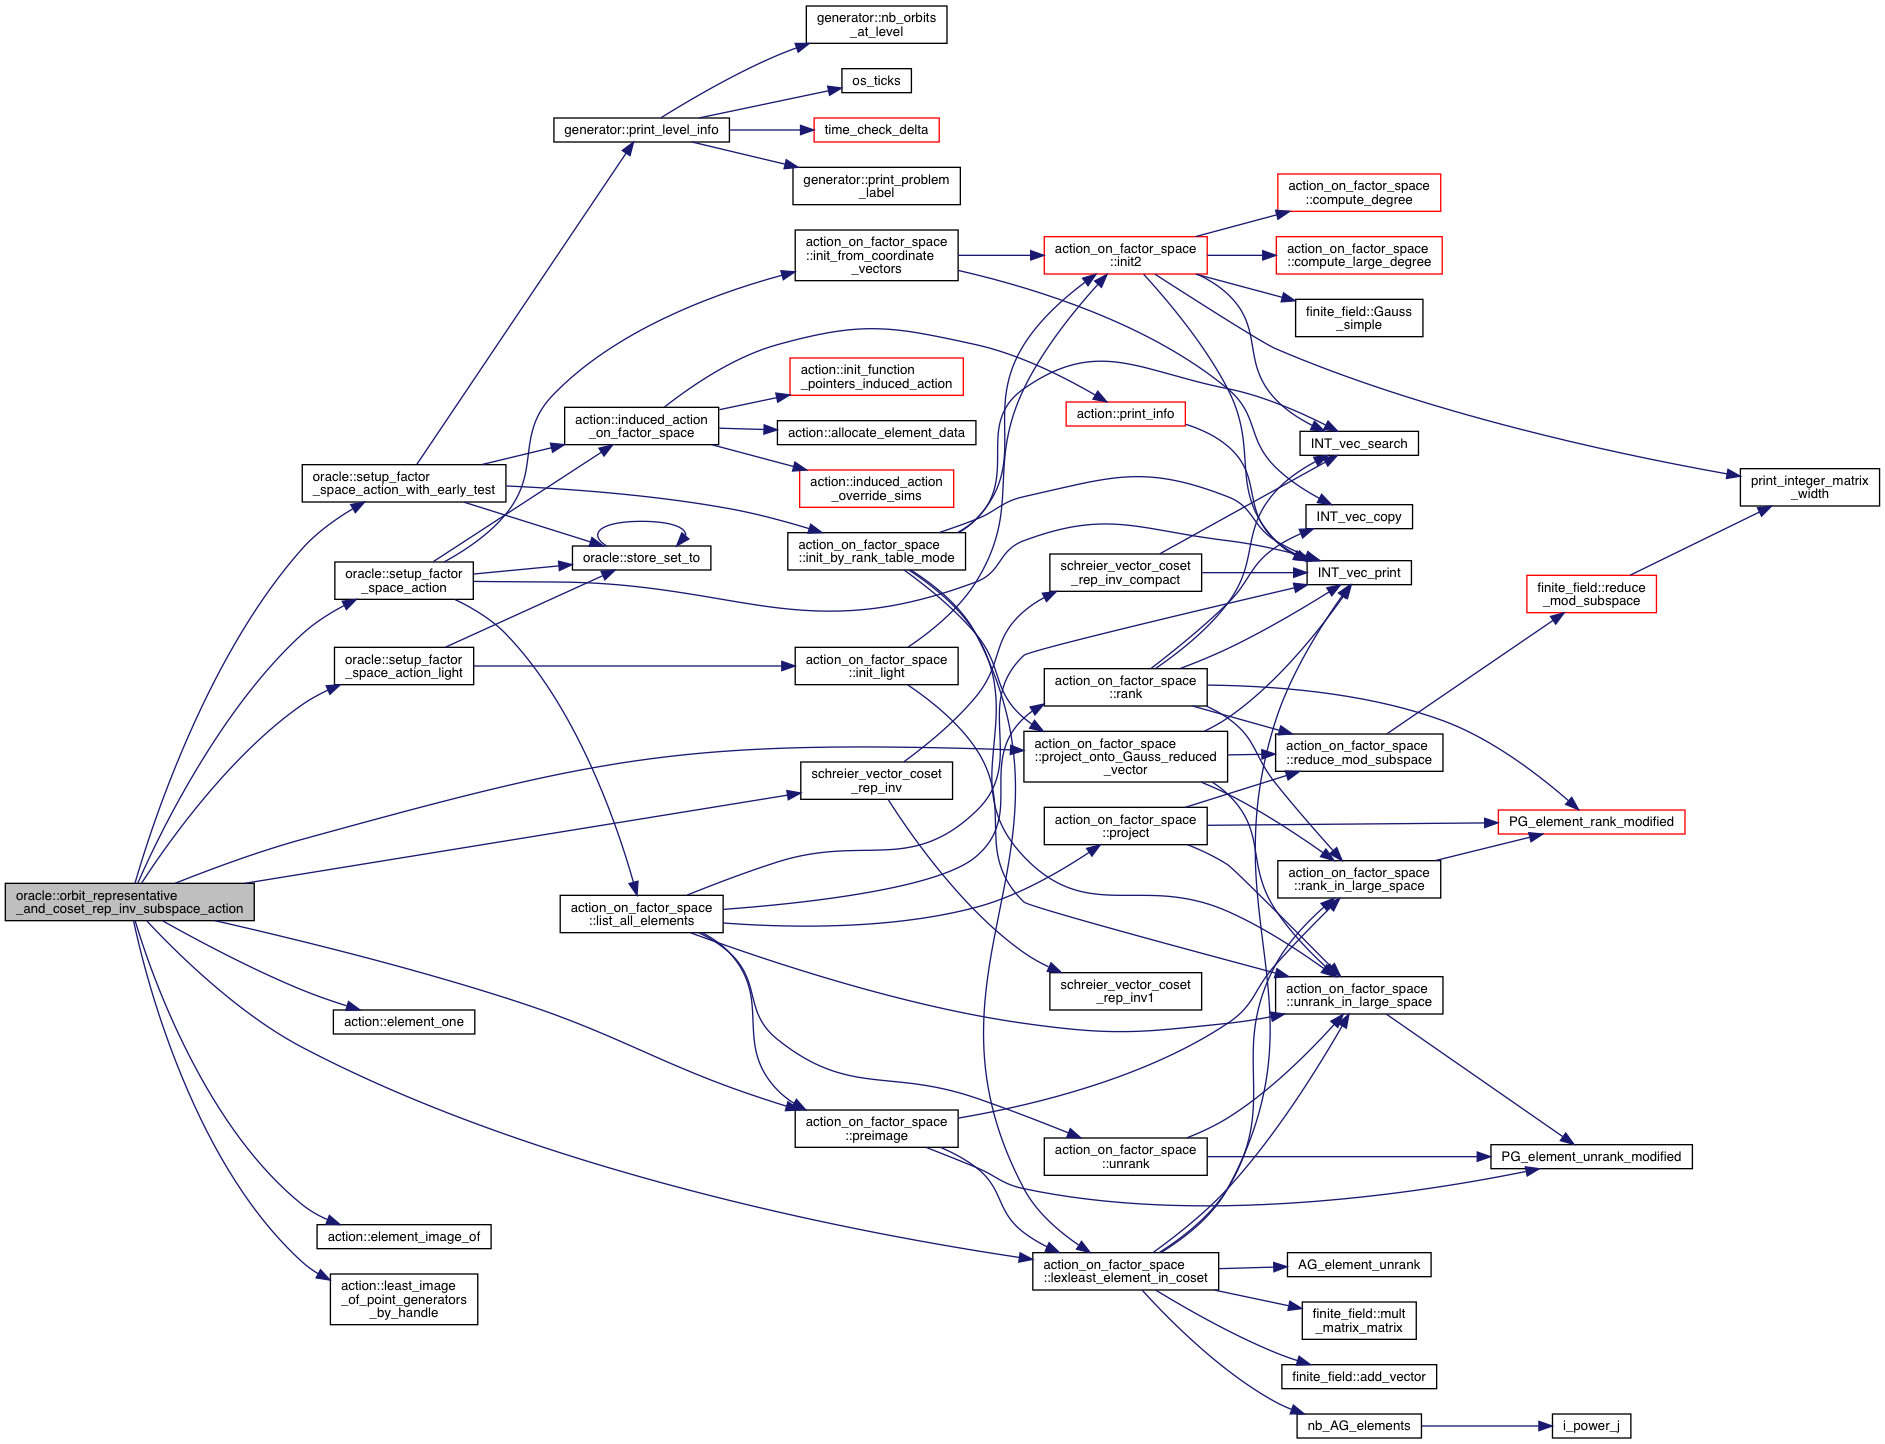 generator::nb_orbits
_at_level
os_ticks
generator::print_level_info
time_check_delta
generator::print_problem
_label
action_on_factor_space
::compute_degree
action_on_factor_space
::init_from_coordinate
_vectors
action_on_factor_space
::init2
action_on_factor_space
::compute_large_degree
finite_field::Gauss
_simple
action::init_function
_pointers_induced_action
action::print_info
action::induced_action
_on_factor_space
action::allocate_element_data
INT_vec_search
oracle::setup_factor
_space_action_with_early_test
action::induced_action
_override_sims
print_integer_matrix
_width
INT_vec_copy
oracle::store_set_to
action_on_factor_space
::init_by_rank_table_mode
oracle::setup_factor
_space_action
schreier_vector_coset
_rep_inv_compact
INT_vec_print
finite_field::reduce
_mod_subspace
oracle::setup_factor
_space_action_light
action_on_factor_space
::init_light
action_on_factor_space
::rank
action_on_factor_space
::project_onto_Gauss_reduced
_vector
action_on_factor_space
::reduce_mod_subspace
schreier_vector_coset
_rep_inv
action_on_factor_space
::project
PG_element_rank_modified
action_on_factor_space
::rank_in_large_space
oracle::orbit_representative
_and_coset_rep_inv_subspace_action
action_on_factor_space
::list_all_elements
schreier_vector_coset
_rep_inv1
action_on_factor_space
::unrank_in_large_space
action::element_one
action_on_factor_space
::preimage
action_on_factor_space
::unrank
PG_element_unrank_modified
action::element_image_of
action_on_factor_space
::lexleast_element_in_coset
AG_element_unrank
action::least_image
_of_point_generators
_by_handle
finite_field::mult
_matrix_matrix
finite_field::add_vector
nb_AG_elements
i_power_j